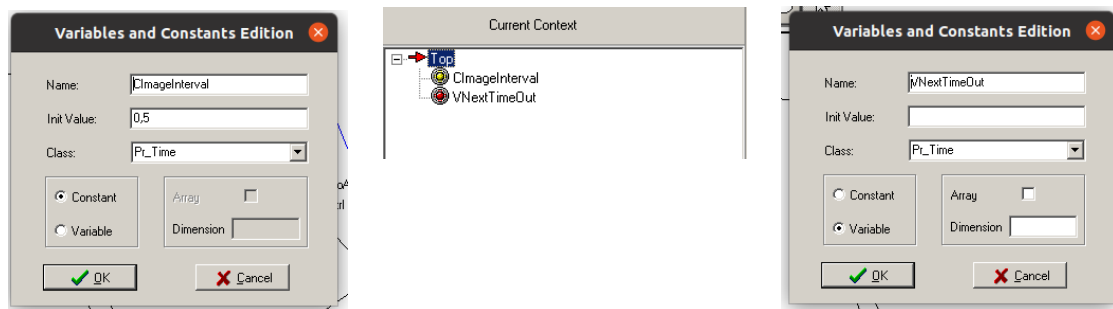 Variables and Constants Edition
Name: CImageInterval
Init Value: 0,5
Class: Pr_Time
Constant
Variable
Array
Dimension
OK
Cancel
Current Context
Top
CImageInterval
VNextTimeOut
Variables and Constants Edition
Name: VNextTimeOut
Init Value:
Class: Pr_Time
Constant
Variable
Array
Dimension
OK
Cancel